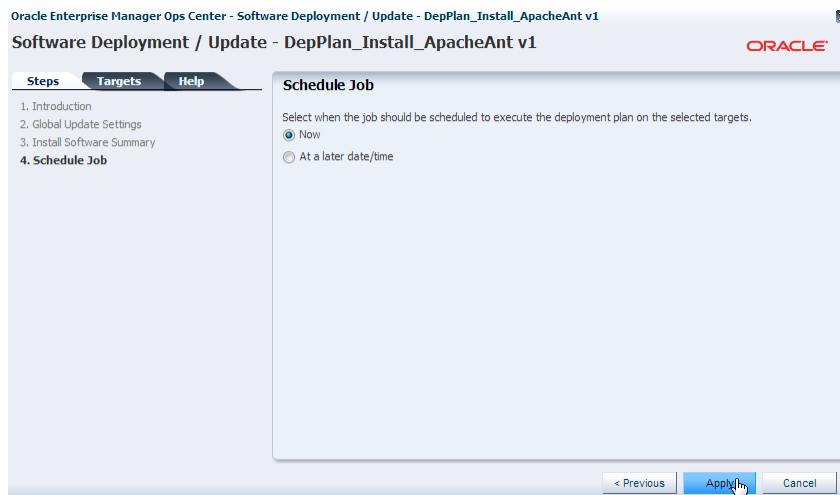 Oracle Enterprise Manager Ops Center - Software Deployment / Update - DepPlan_Install_ApacheAnt v1
Software Deployment / Update - DepPlan_Install_ApacheAnt v1
ORACLE
Steps Targets Help
1. Introduction
2. Global Update Settings
3. Install Software Summary
4. Schedule Job
Schedule Job
Select when the job should be scheduled to execute the deployment plan on the selected targets.
Now
At a later date/time
< Previous Apply Cancel